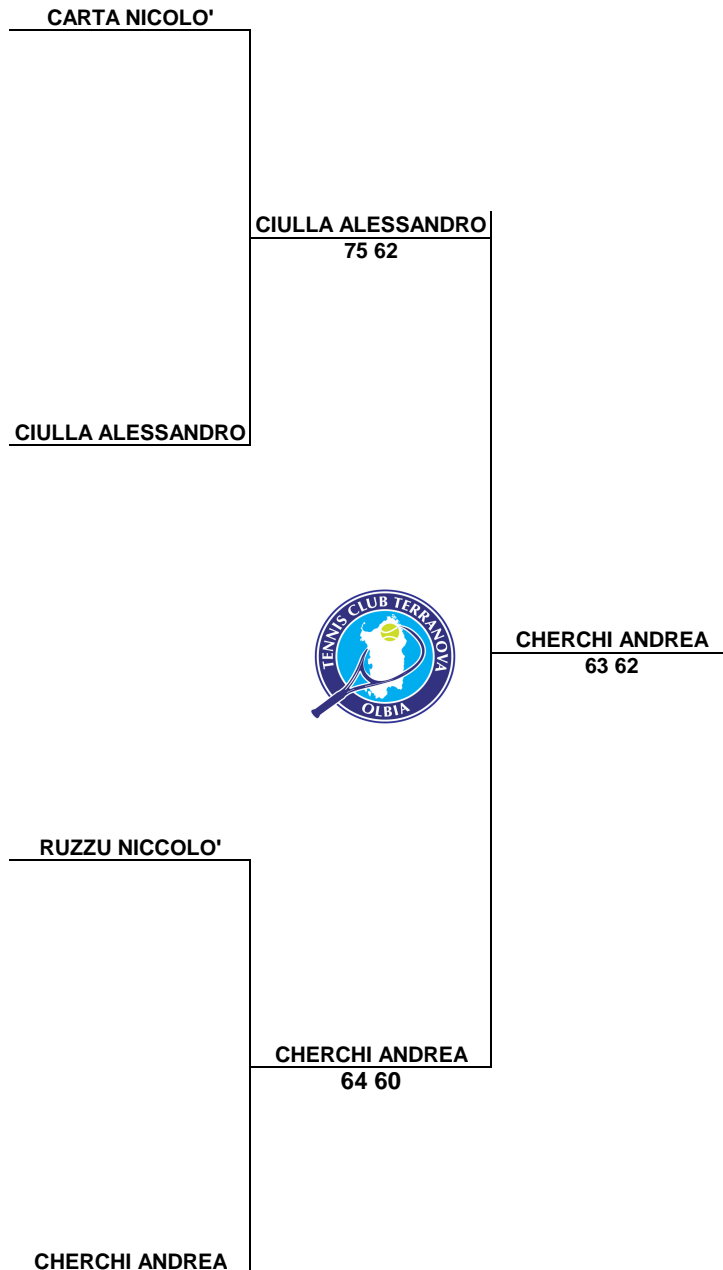 CARTA NICOLO'
CIULLA ALESSANDRO
75 62
CIULLA ALESSANDRO
TENNIS CLUB TERRANOVA
OLBIA
CHERCHI ANDREA
63 62
RUZZU NICCOLO'
CHERCHI ANDREA
64 60
CHERCHI ANDREA